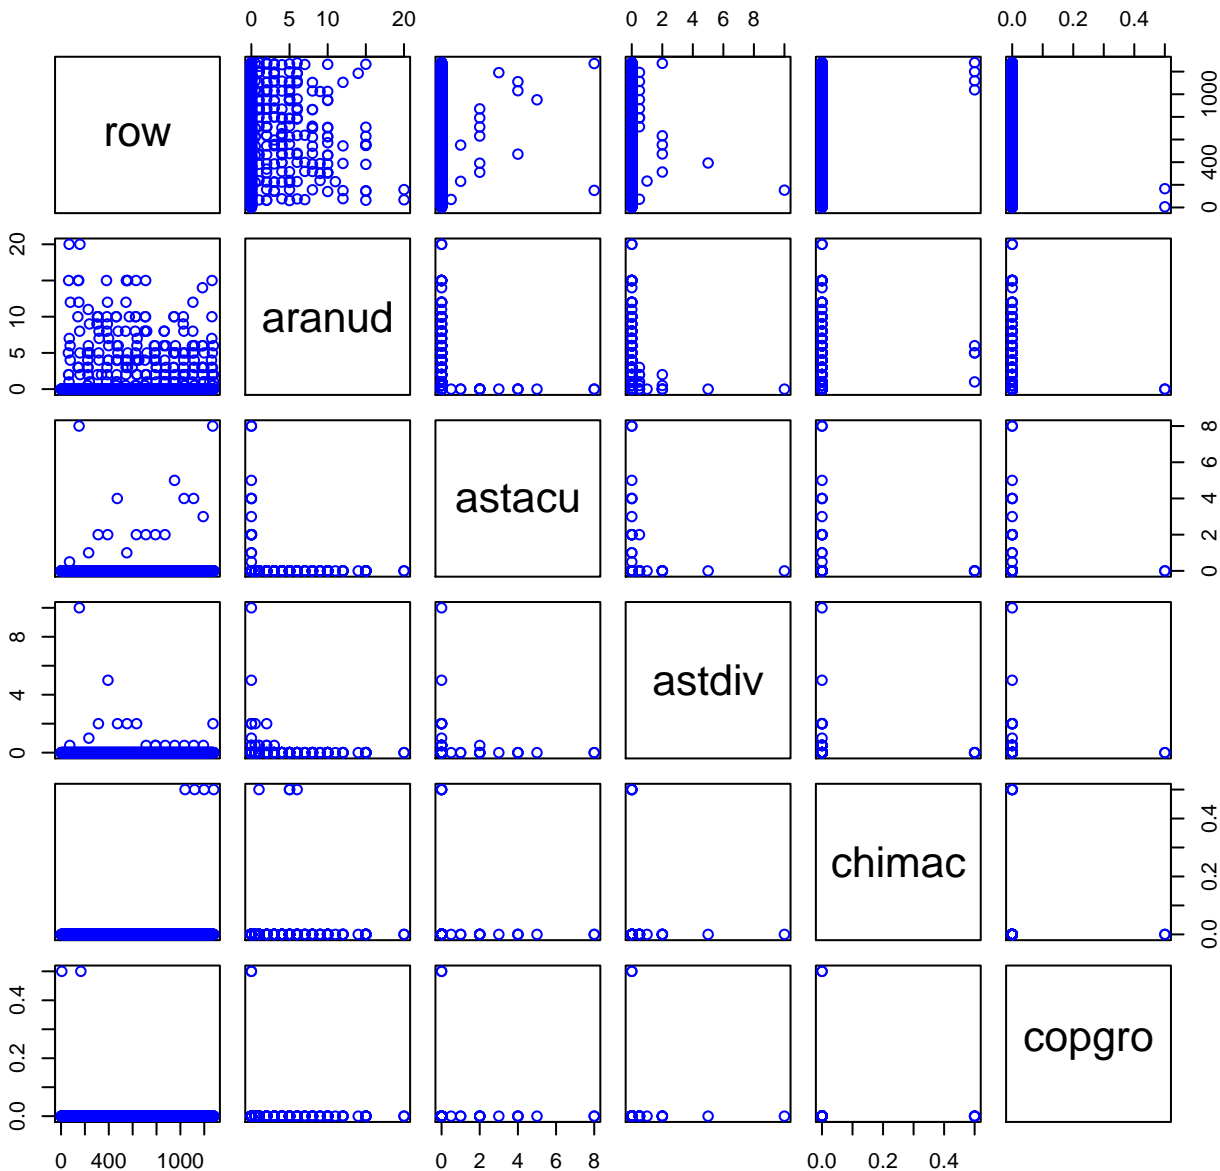 0 5 10 20 0 2 4 6 8 0.0 0.2 0.4
row 0 400 1000
0 5 10 20 aranud
astacu 0 2 4 6 8
0 4 8 astdiv
chimac 0.0 0.2 0.4
0.0 0.2 0.4 copgro
0 400 1000 0 2 4 6 8 0.0 0.2 0.4